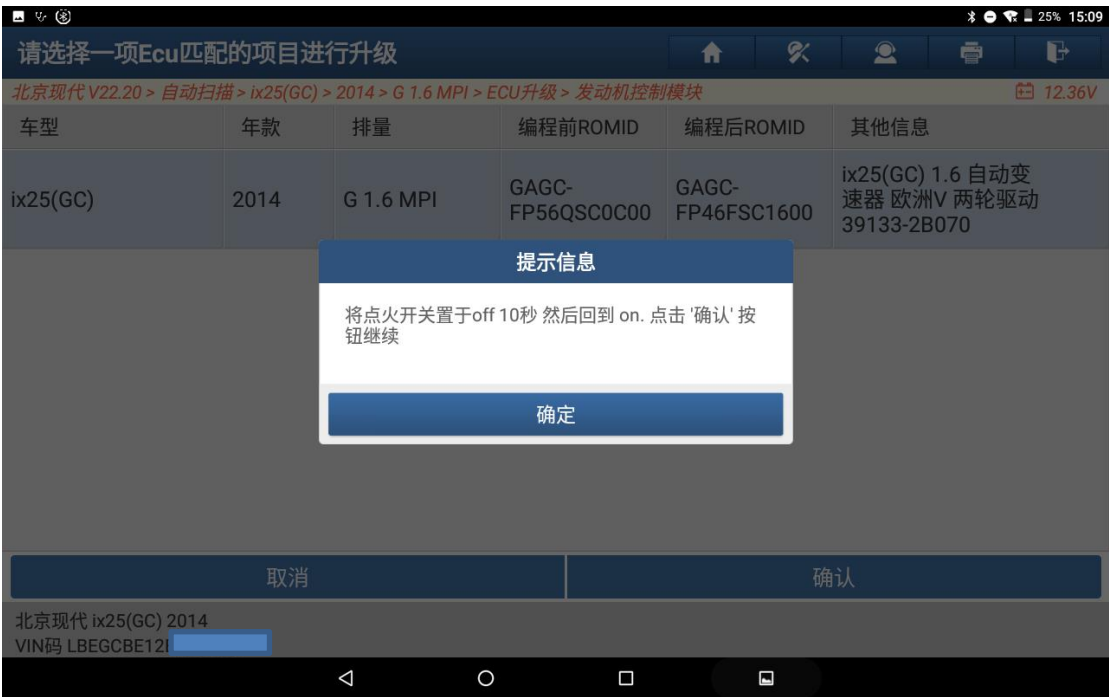 25% 15:09
请选择一项Ecu匹配的项目进行升级
北京现代 V22.20 > 自动扫描 > ix25(GC) > 2014 > G 1.6 MPI > ECU升级 > 发动机控制模块
12.36V
车型 年款 排量 编程前ROMID 编程后ROMID 其他信息
ix25(GC) 2014 G 1.6 MPI
GAGC-
FP56QSC0C00
GAGC-
FP46FSC1600
ix25(GC) 1.6 自动变
速器 欧洲V 两轮驱动
39133-2B070
提示信息
将点火开关置于off 10秒 然后回到 on. 点击 '确认' 按
钮继续
确定
取消 确认
北京现代 ix25(GC) 2014
VIN码 LBEGCBE12